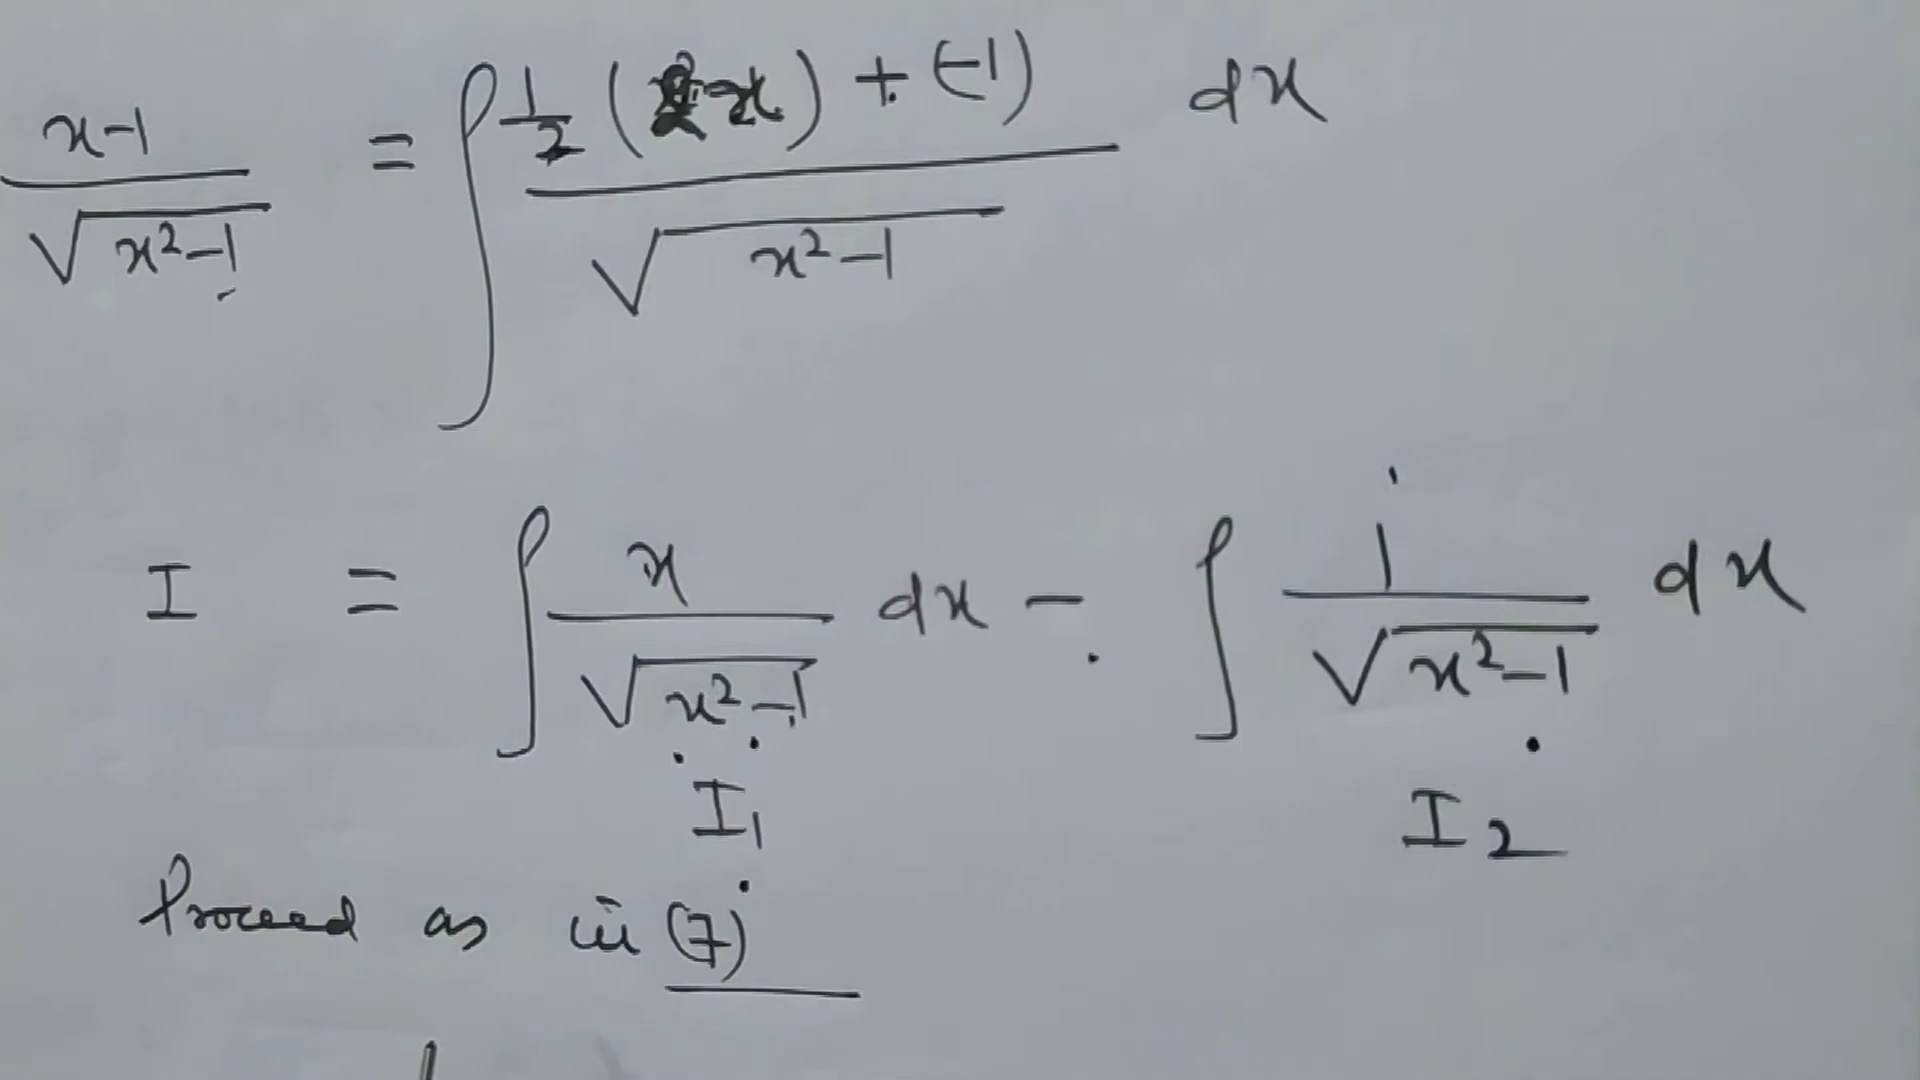 x-1 / √(x²-1) = ∫ (½(2x) + (-1)) / √(x²-1) dx
I = ∫ x / √(x²-1) dx - ∫ 1 / √(x²-1) dx
I₁ I₂
Proceed as in (7)